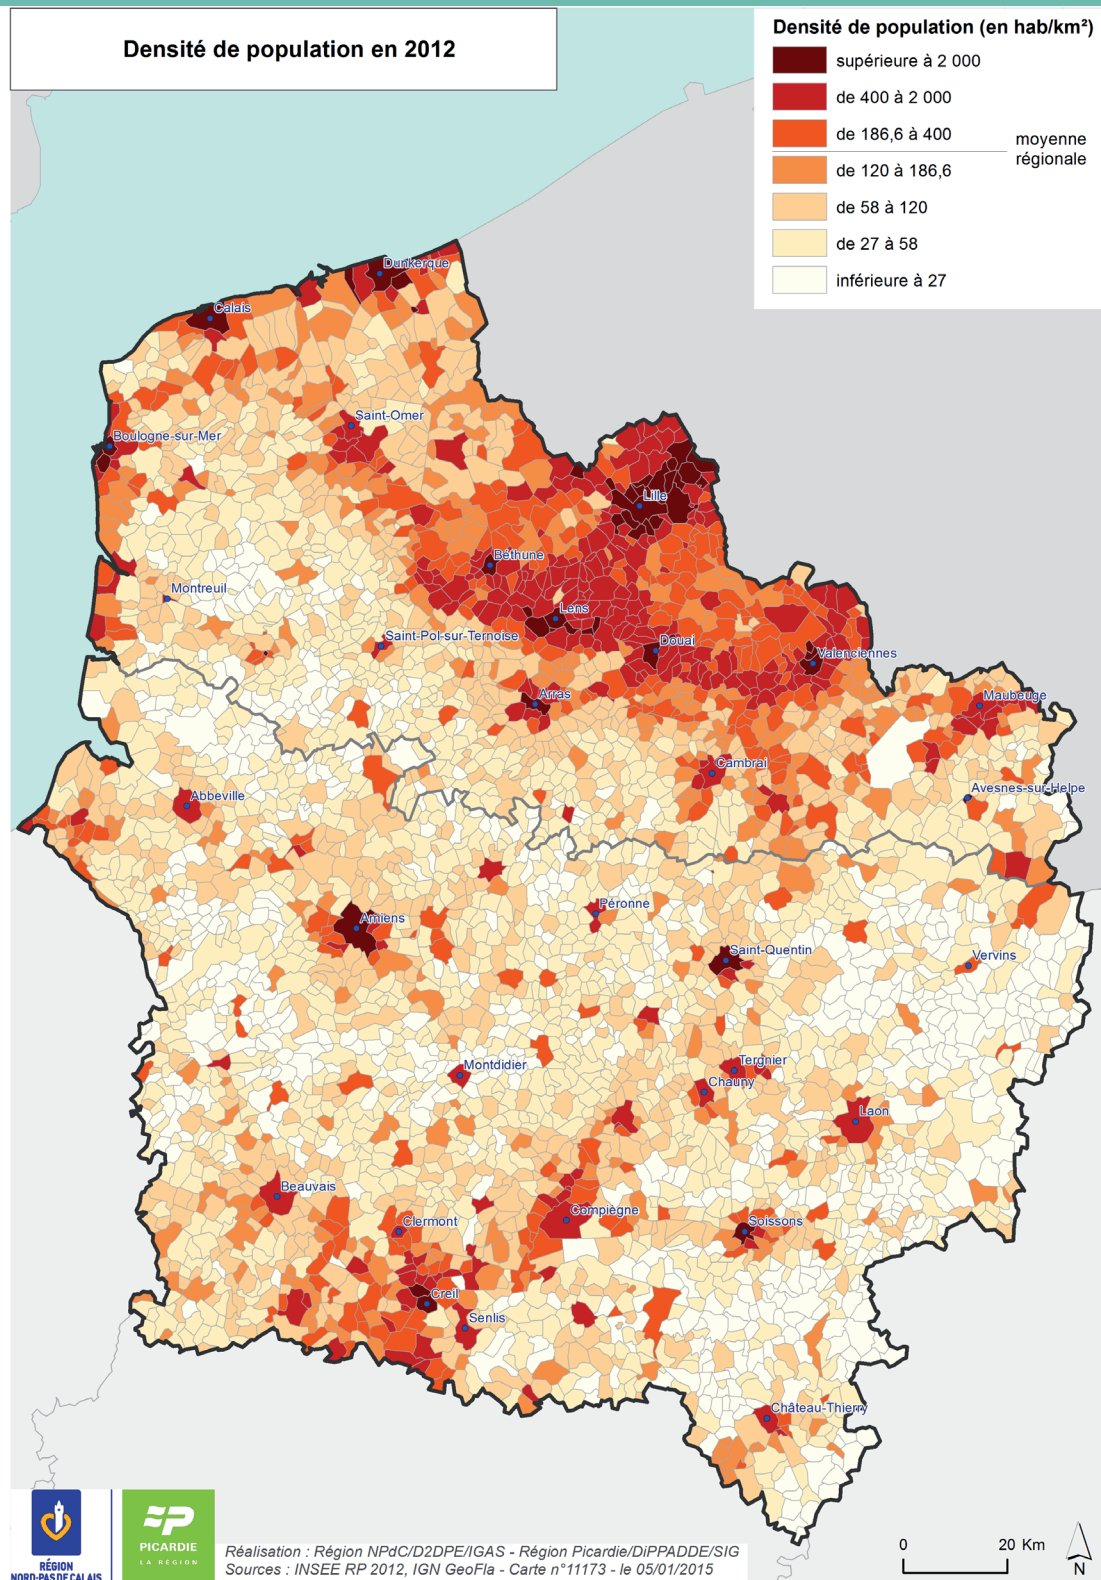 Densité de population en 2012
Densité de population (en hab/km²)
supérieure à 2 000
de 400 à 2 000
de 186,6 à 400
moyenne
régionale
de 120 à 186,6
de 58 à 120
de 27 à 58
inférieure à 27
Dunkerque
Calais
Saint-Omer
Boulogne-sur-Mer
Lille
Béthune
Montreuil
Lens
Saint-Pol-sur-Ternoise
Douai
Valenciennes
Arras
Maubeuge
Cambrai
Avesnes-sur-Helpe
Abbeville
Péronne
Amiens
Saint-Quentin
Vervins
Montdidier
Tergnier
Chauny
Laon
Beauvais
Compiègne
Clermont
Soissons
Creil
Senlis
Château-Thierry
RÉGION
NORD-PAS DE CALAIS
PICARDIE
LA RÉGION
Réalisation : Région NPdC/D2DPE/IGAS - Région Picardie/DiPPADDE/SIG
Sources : INSEE RP 2012, IGN GeoFla - Carte n°11173 - le 05/01/2015
0 20 Km
N